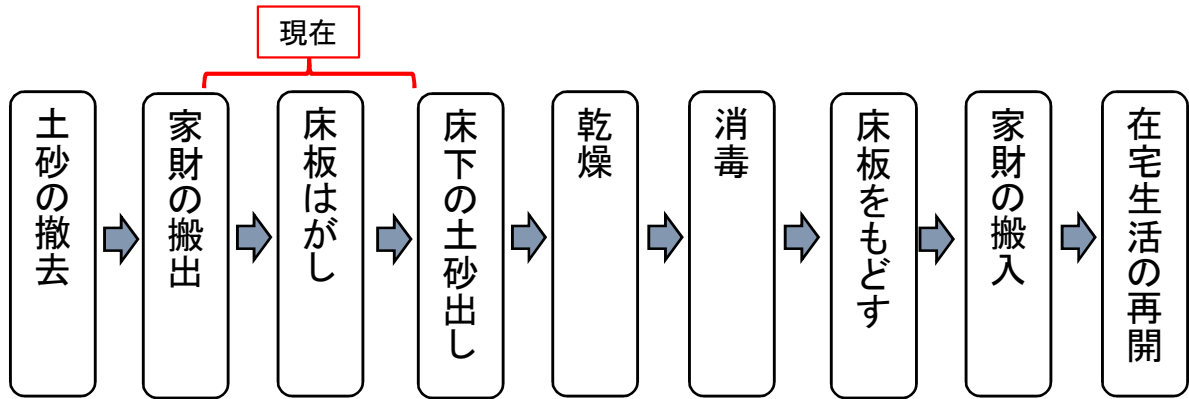 現在
土砂の撤去
家財の搬出
床板はがし
床下の土砂出し
乾燥
消毒
床板をもどす
家財の搬入
在宅生活の再開